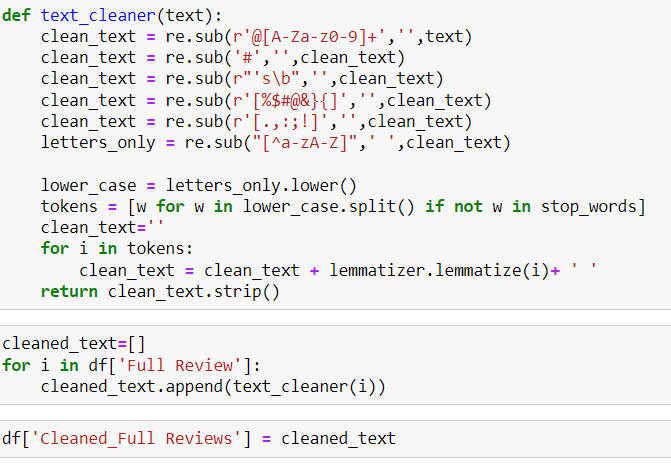 def text_cleaner(text):
    clean_text = re.sub(r'@[A-Za-z0-9]+','',text)
    clean_text = re.sub('#','',clean_text)
    clean_text = re.sub(r"'s\b",'',clean_text)
    clean_text = re.sub(r'[%$#@&}{]','',clean_text)
    clean_text = re.sub(r'[.,:;!]','',clean_text)
    letters_only = re.sub("[^a-zA-Z]",' ',clean_text)
    lower_case = letters_only.lower()
    tokens = [w for w in lower_case.split() if not w in stop_words]
    clean_text=''
    for i in tokens:
        clean_text = clean_text + lemmatizer.lemmatize(i)+ ' '
    return clean_text.strip()
cleaned_text=[]
for i in df['Full Review']:
    cleaned_text.append(text_cleaner(i))
df['Cleaned_Full Reviews'] = cleaned_text